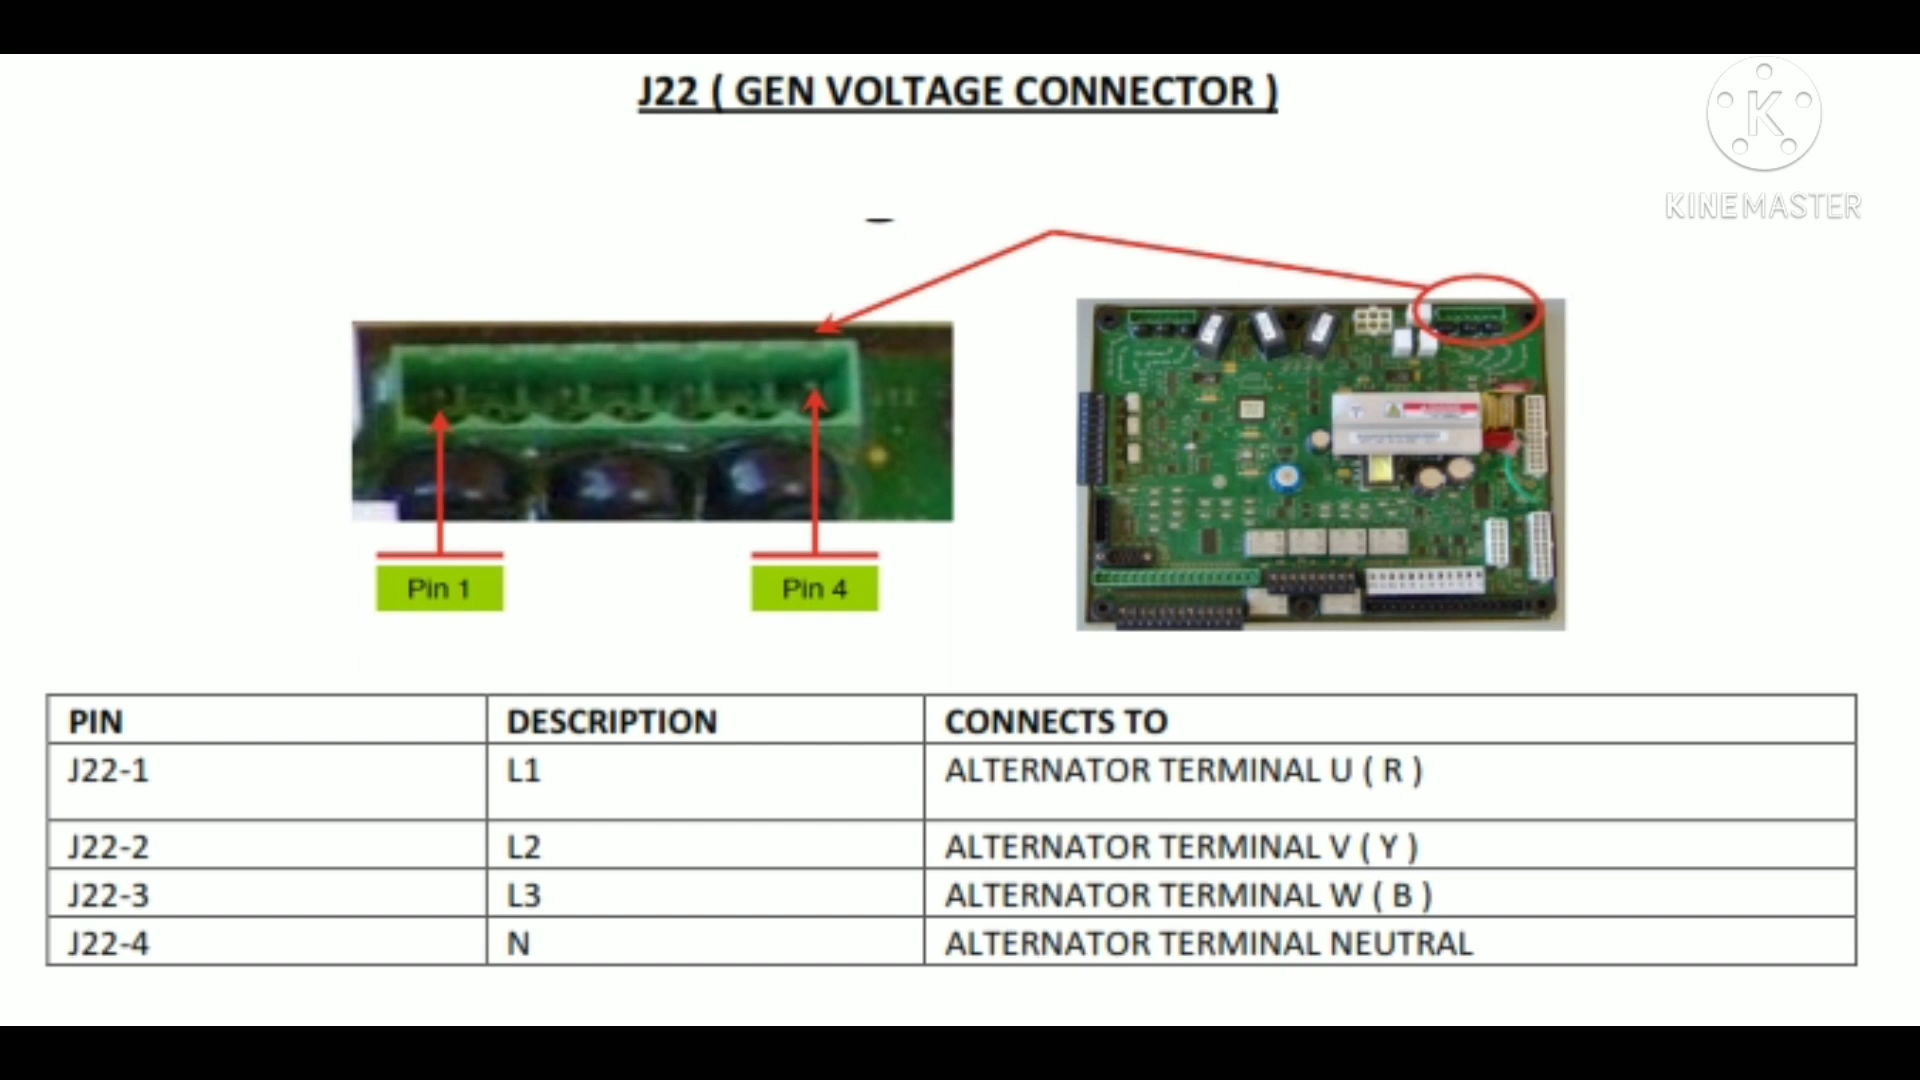 J22 ( GEN VOLTAGE CONNECTOR )
K
KINEMASTER
Pin 1
Pin 4
PIN DESCRIPTION CONNECTS TO
J22-1 L1 ALTERNATOR TERMINAL U ( R )
J22-2 L2 ALTERNATOR TERMINAL V ( Y )
J22-3 L3 ALTERNATOR TERMINAL W ( B )
J22-4 N ALTERNATOR TERMINAL NEUTRAL